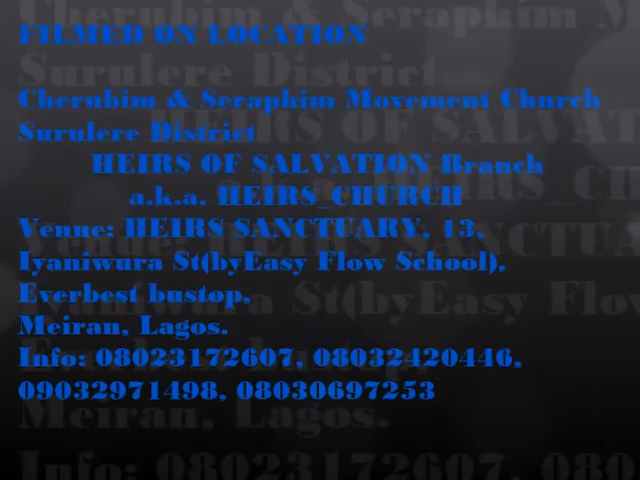 FILMED ON LOCATION
Cherubim & Seraphim Movement Church
Surulere District
HEIRS OF SALVATION Branch
a.k.a. HEIRS_CHURCH
Venue: HEIRS SANCTUARY, 13,
Iyaniwura St(byEasy Flow School),
Everbest bustop,
Meiran, Lagos.
Info: 08023172607, 08032420446,
09032971498, 08030697253